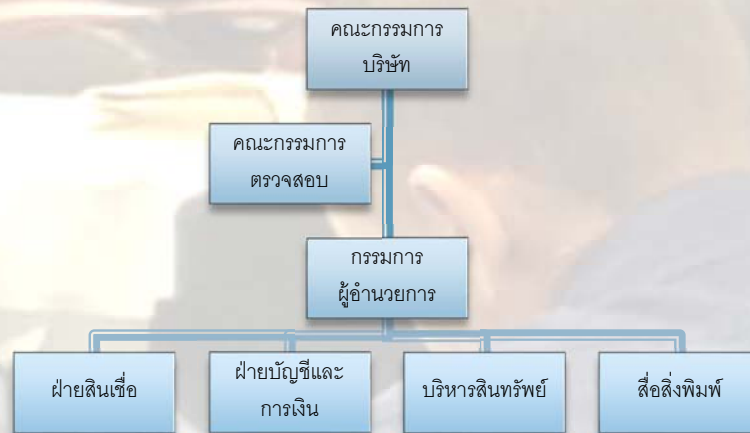 คณะกรรมการ
บริษัท
คณะกรรมการ
ตรวจสอบ
กรรมการ
ผู้อำนวยการ
ฝ่ายสินเชื่อ
ฝ่ายบัญชีและ
การเงิน
บริหารสินทรัพย์
สื่อสิ่งพิมพ์